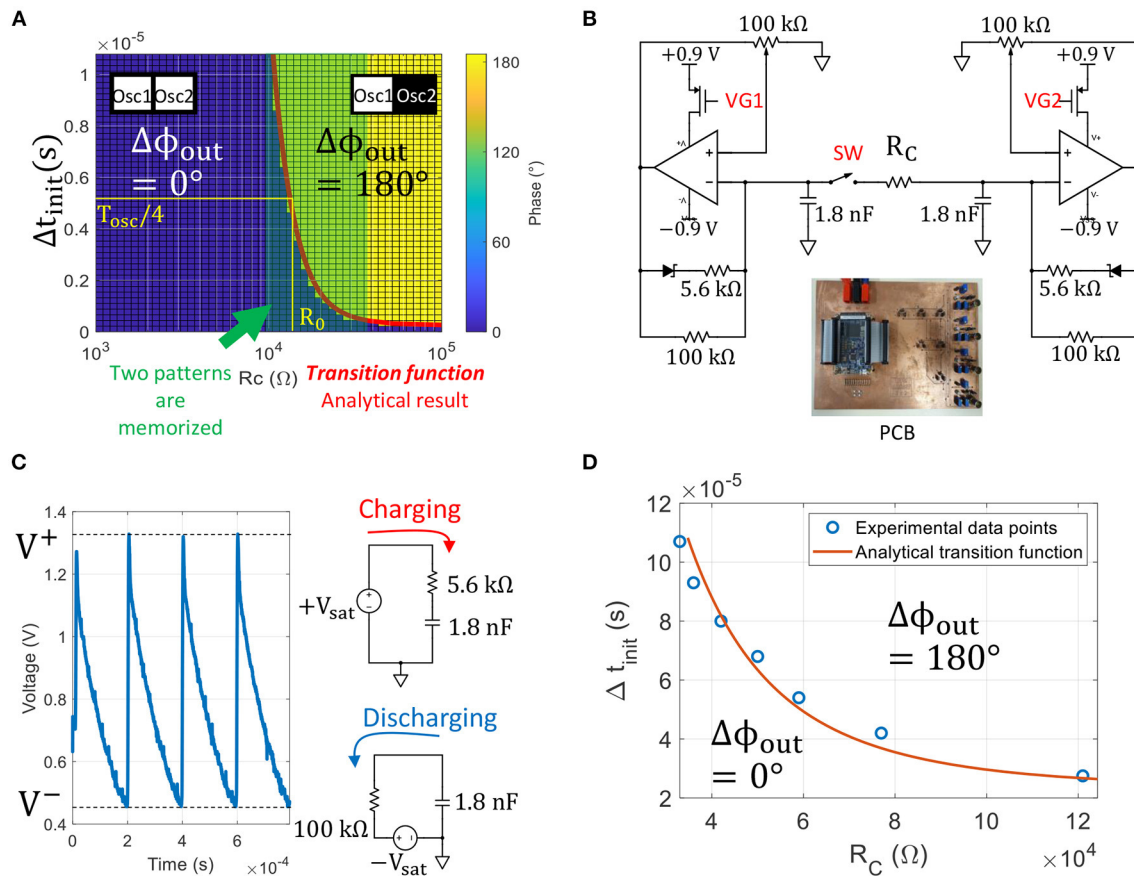 A
×10⁻⁵
1
0.8
0.6
0.4
0.2
0
Δt_init(s)
Osc1 Osc2
Δϕ_out
= 0°
Osc1 Osc2
Δϕ_out
= 180°
T_osc/4
R₀
10³
10⁴
10⁵
Rc (Ω)
180
120
60
0
Phase (°)
Two patterns
are
memorized
Transition function
Analytical result
B
100 kΩ
100 kΩ
+0.9 V
+0.9 V
VG1
VG2
SW
R_C
+
−
+
−
V+
V-
V+
V-
1.8 nF
1.8 nF
−0.9 V
−0.9 V
5.6 kΩ
5.6 kΩ
100 kΩ
100 kΩ
PCB
C
1.4
1.2
1
0.8
0.6
0.4
V⁺
V⁻
Voltage (V)
0
2
4
6
×10⁻⁴
Time (s)
Charging
+V_sat
+
−
5.6 kΩ
1.8 nF
Discharging
100 kΩ
1.8 nF
+
−
−V_sat
D
×10⁻⁵
12
10
8
6
4
2
Δ t_init (s)
Experimental data points
Analytical transition function
Δϕ_out
= 180°
Δϕ_out
= 0°
4
6
8
10
12
R_C (Ω)
×10⁴